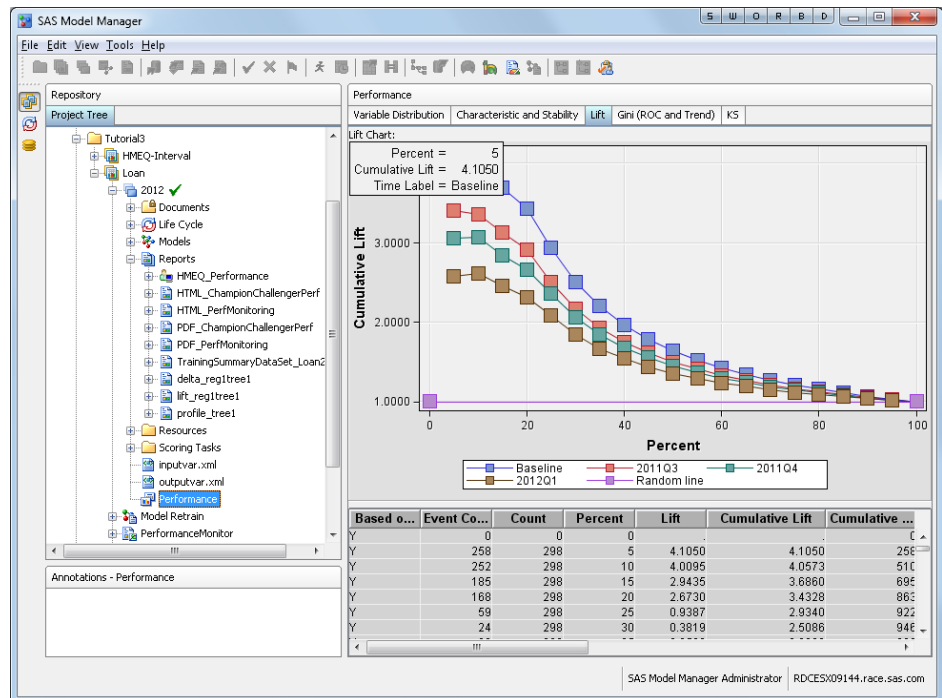 SAS Model Manager
S W O R B D
File Edit View Tools Help
Repository
Project Tree
Tutorial3
HMEQ-Interval
Loan
2012
Documents
Life Cycle
Models
Reports
HMEQ_Performance
HTML_ChampionChallengerPerf
HTML_PerfMonitoring
PDF_ChampionChallengerPerf
PDF_PerfMonitoring
TrainingSummaryDataSet_Loan2
delta_reg1tree1
lift_reg1tree1
profile_tree1
Resources
Scoring Tasks
inputvar.xml
outputvar.xml
Performance
Model Retrain
PerformanceMonitor
Annotations - Performance
Performance
Variable Distribution Characteristic and Stability Lift Gini (ROC and Trend) KS
Lift Chart:
Percent = 5
Cumulative Lift = 4.1050
Time Label = Baseline
Cumulative Lift
3.0000
2.0000
1.0000
0 20 40 60 80 100
Percent
Baseline 2011Q3 2011Q4
2012Q1 Random line
Based o... Event Co... Count Percent Lift Cumulative Lift Cumulative ...
Y 0 0 0 . .
Y 258 298 5 4.1050 4.1050 258
Y 252 298 10 4.0095 4.0573 510
Y 185 298 15 2.9435 3.6860 695
Y 168 298 20 2.6730 3.4328 863
Y 59 298 25 0.9387 2.9340 922
Y 24 298 30 0.3819 2.5086 946
SAS Model Manager Administrator RDCESX09144.race.sas.com